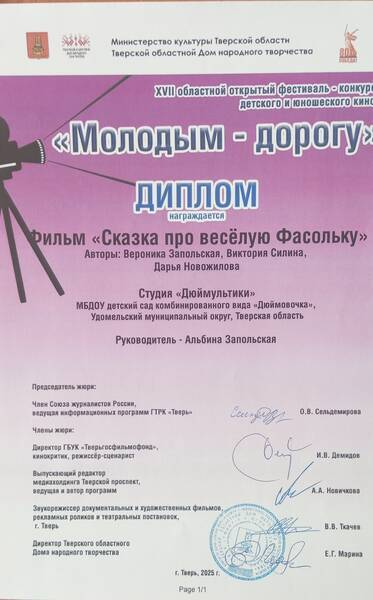 Министерство культуры Тверской области
Тверской областной Дом народного творчества
XVII областной открытый фестиваль - конкурс
детского и юношеского кино
«Молодым - дорогу»
ДИПЛОМ
награждается
Фильм «Сказка про весёлую Фасольку»
Авторы: Вероника Запольская, Виктория Силина,
Дарья Новожилова
Студия «Дюймультики»
МБДОУ детский сад комбинированного вида «Дюймовочка»,
Удомельский муниципальный округ, Тверская область
Руководитель - Альбина Запольская
Председатель жюри:
Член Союза журналистов России,
ведущая информационных программ ГТРК «Тверь»
О.В. Сельдемирова
Члены жюри:
Директор ГБУК «Тверьгосфильмофонд»,
кинокритик, режиссёр-сценарист
И.В. Демидов
Выпускающий редактор
медиахолдинга Тверской проспект,
ведущая и автор программ
А.А. Новичкова
Звукорежиссер документальных и художественных фильмов,
рекламных роликов и театральных постановок,
г. Тверь
В.В. Ткачев
Директор Тверского областного
Дома народного творчества
Е.Г. Марина
г. Тверь, 2025 г.
Page 1/1